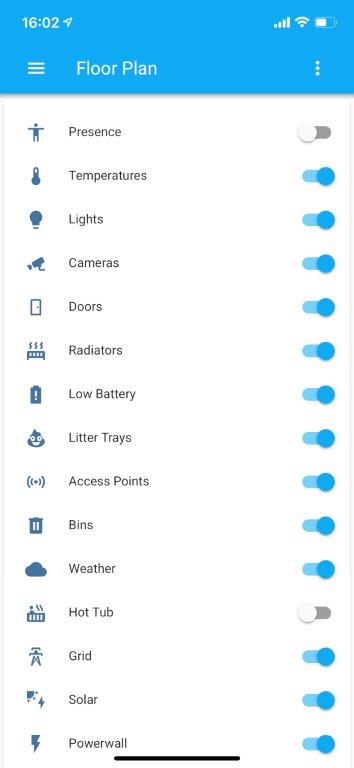 16:02
Floor Plan
Presence
Temperatures
Lights
Cameras
Doors
Radiators
Low Battery
Litter Trays
Access Points
Bins
Weather
Hot Tub
Grid
Solar
Powerwall